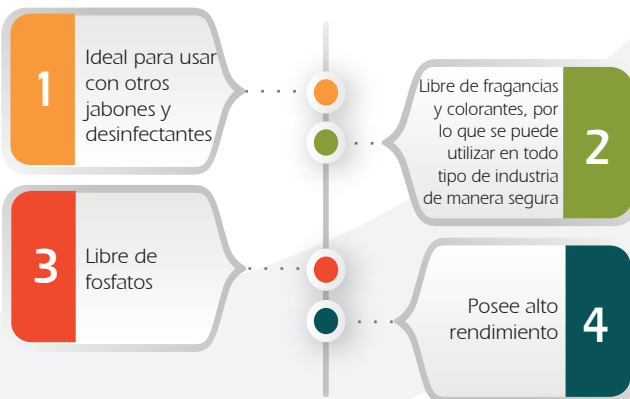 1
Ideal para usar
con otros
jabones y
desinfectantes
Libre de fragancias
y colorantes, por
lo que se puede
utilizar en todo
tipo de industria
de manera segura
2
3
Libre de
fosfatos
Posee alto
rendimiento
4